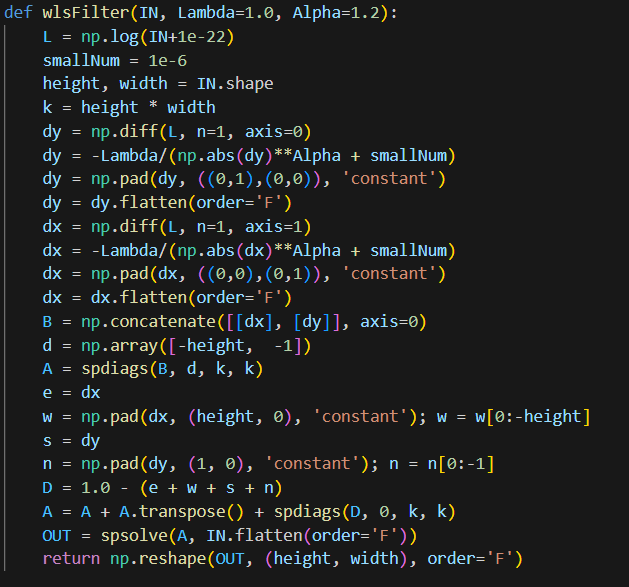 def wlsFilter(IN, Lambda=1.0, Alpha=1.2):
    L = np.log(IN+1e-22)
    smallNum = 1e-6
    height, width = IN.shape
    k = height * width
    dy = np.diff(L, n=1, axis=0)
    dy = -Lambda/(np.abs(dy)**Alpha + smallNum)
    dy = np.pad(dy, ((0,1),(0,0)), 'constant')
    dy = dy.flatten(order='F')
    dx = np.diff(L, n=1, axis=1)
    dx = -Lambda/(np.abs(dx)**Alpha + smallNum)
    dx = np.pad(dx, ((0,0),(0,1)), 'constant')
    dx = dx.flatten(order='F')
    B = np.concatenate([[dx], [dy]], axis=0)
    d = np.array([-height,  -1])
    A = spdiags(B, d, k, k)
    e = dx
    w = np.pad(dx, (height, 0), 'constant'); w = w[0:-height]
    s = dy
    n = np.pad(dy, (1, 0), 'constant'); n = n[0:-1]
    D = 1.0 - (e + w + s + n)
    A = A + A.transpose() + spdiags(D, 0, k, k)
    OUT = spsolve(A, IN.flatten(order='F'))
    return np.reshape(OUT, (height, width), order='F')